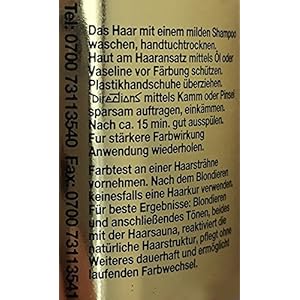 Tel: 0700 73113540 Fax: 0700 73113541
Das Haar mit einem milden Shampoo
waschen, handtuchtrocknen.
Haut am Haaransatz mittels Öl oder
Vaseline vor Färbung schützen.
Plastikhandschuhe überziehen.
Directions mittels Kamm oder Pinsel
sparsam auftragen, einkämmen.
Nach ca. 15 min. gut ausspülen.
Für stärkere Farbwirkung
Anwendung wiederholen.
Farbtest an einer Haarsträhne
vornehmen. Nach dem Blondieren
keinesfalls eine Haarkur verwenden.
Für beste Ergebnisse: Blondieren
und anschließendes Tönen, beides
mit der Haarsauna, reaktiviert die
natürliche Haarstruktur, pflegt ohne
Weiteres dauerhaft und ermöglicht
laufenden Farbwechsel.